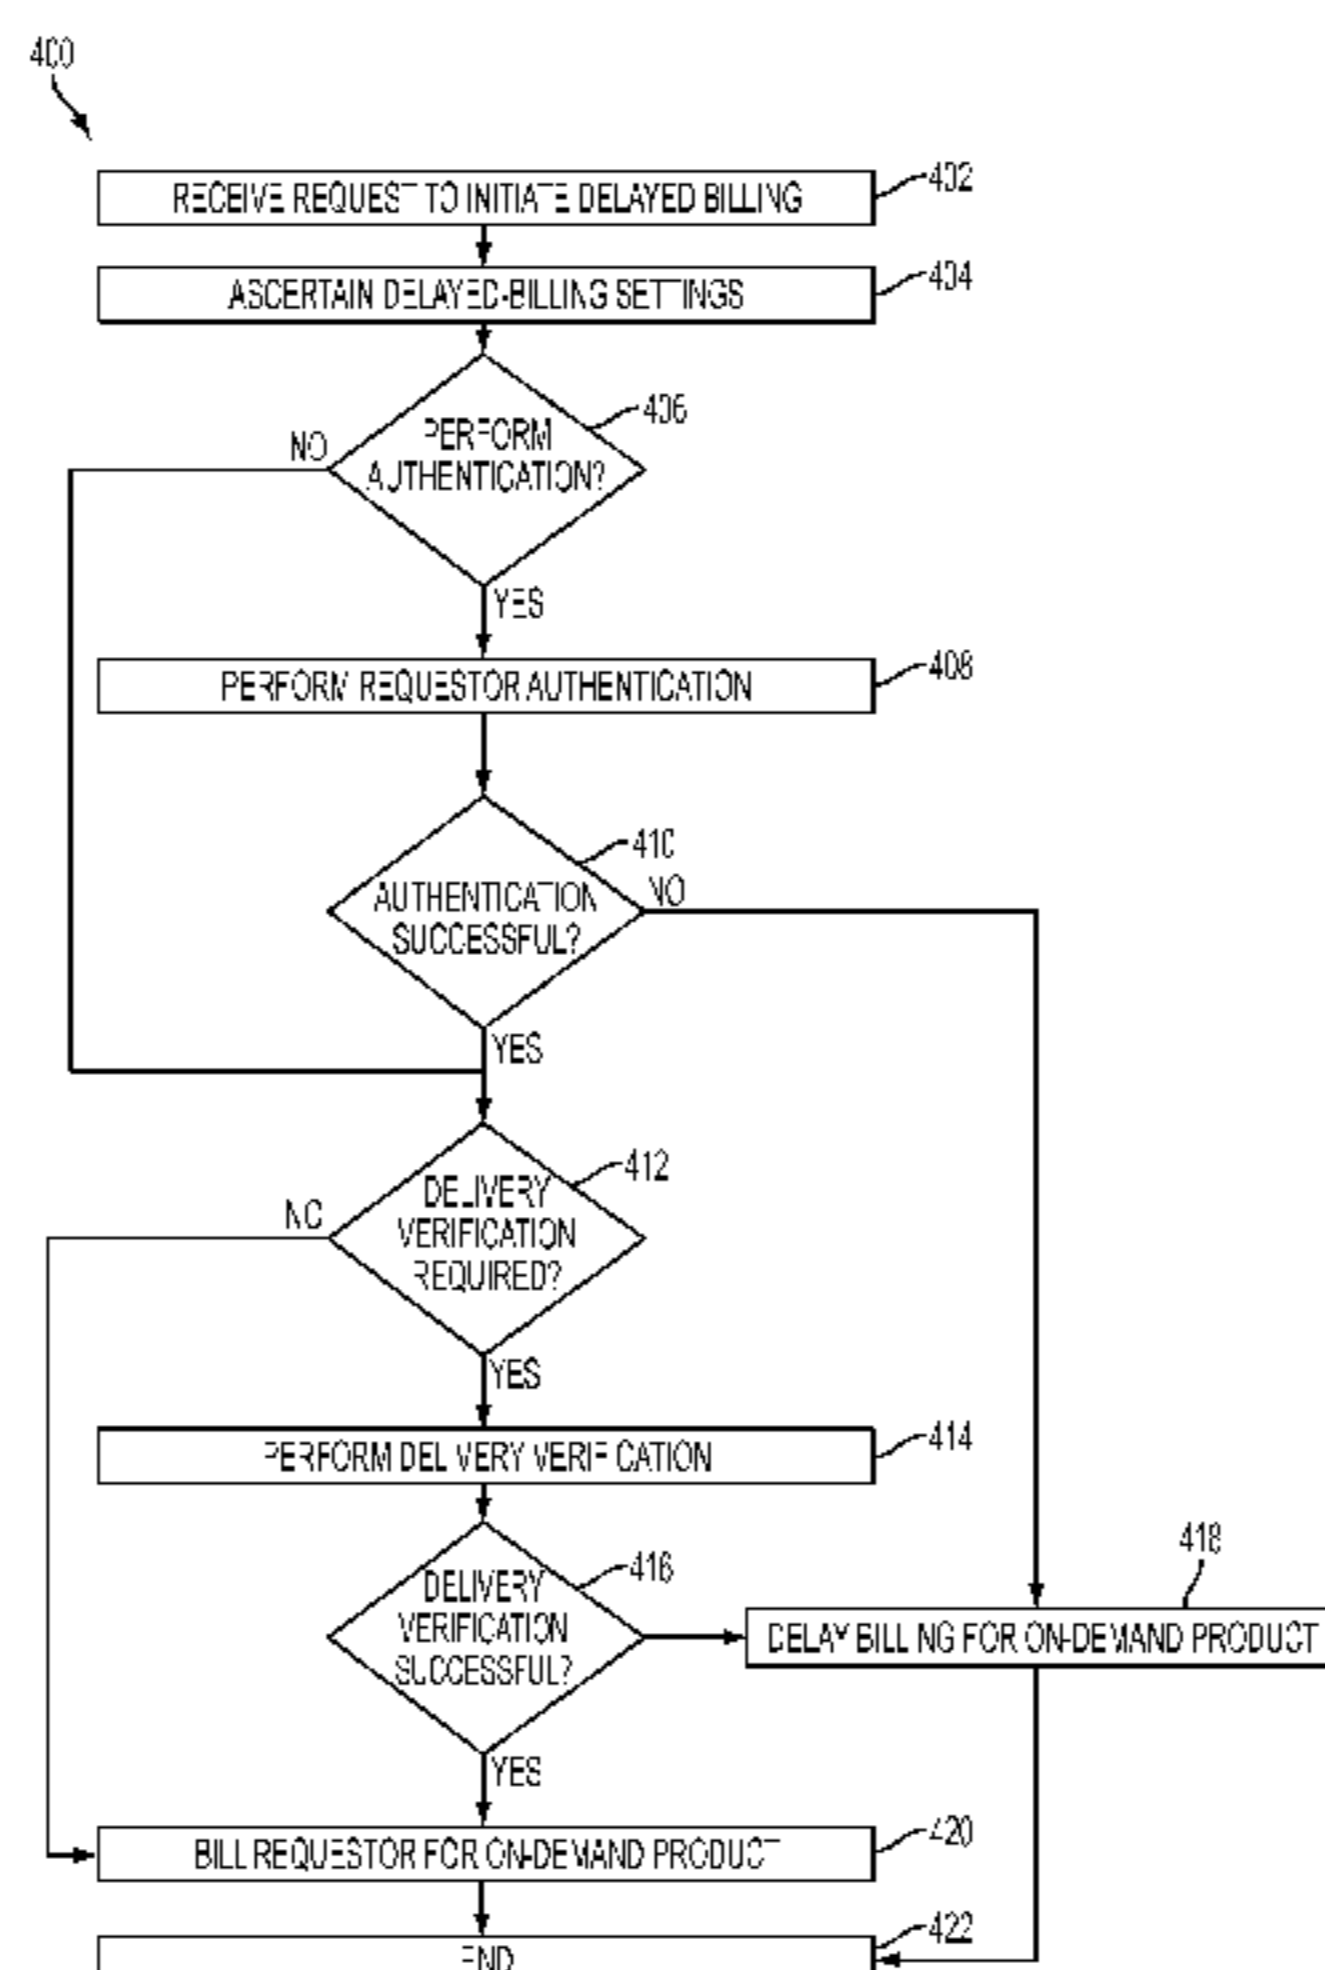 400
RECEIVE REQUEST TO INITIATE DELAYED BILLING
402
ASCERTAIN DELAYED-BILLING SETTINGS
404
406
PERFORM
AUTHENTICATION?
NO
YES
PERFORM REQUESTOR AUTHENTICATION
408
410
AUTHENTICATION
SUCCESSFUL?
NO
YES
412
DELIVERY
VERIFICATION
REQUIRED?
NO
YES
PERFORM DELIVERY VERIFICATION
414
416
DELIVERY
VERIFICATION
SUCCESSFUL?
418
DELAY BILLING FOR ON-DEMAND PRODUCT
YES
BILL REQUESTOR FOR ON-DEMAND PRODUCT
420
END
422